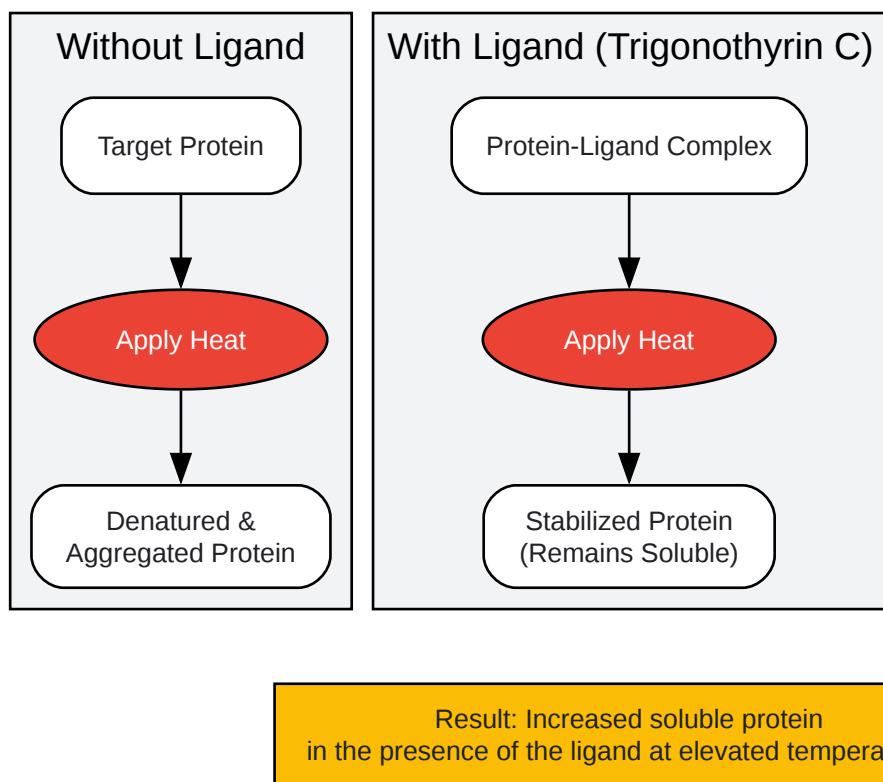 Without Ligand
Target Protein
Apply Heat
Denatured &
Aggregated Protein
With Ligand (Trigonothyrin C)
Protein-Ligand Complex
Apply Heat
Stabilized Protein
(Remains Soluble)
Result: Increased soluble protein
in the presence of the ligand at elevated